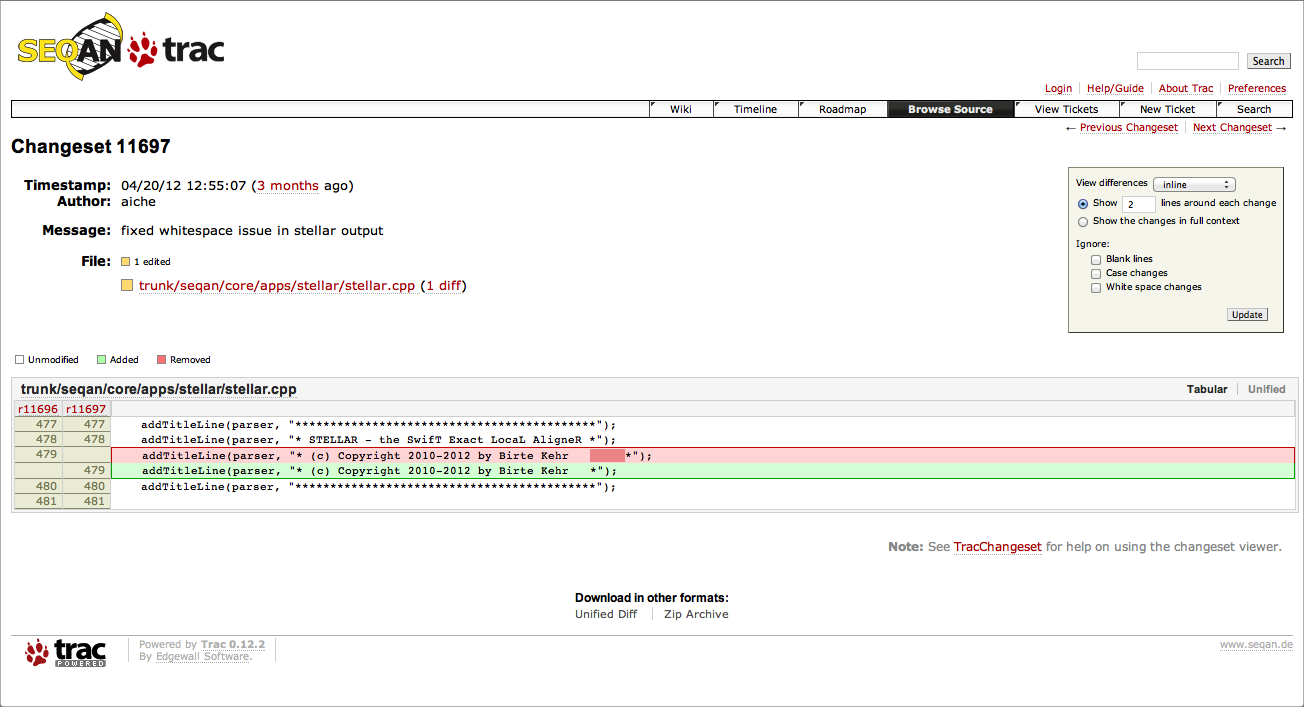 SEQAN trac
Search
Login Help/Guide About Trac Preferences
Wiki Timeline Roadmap Browse Source View Tickets New Ticket Search
← Previous Changeset Next Changeset →
Changeset 11697
Timestamp: 04/20/12 12:55:07 (3 months ago)
Author: aiche
Message: fixed whitespace issue in stellar output
File: 1 edited
trunk/seqan/core/apps/stellar/stellar.cpp (1 diff)
View differences inline
Show 2 lines around each change
Show the changes in full context
Ignore:
Blank lines
Case changes
White space changes
Update
Unmodified Added Removed
trunk/seqan/core/apps/stellar/stellar.cpp Tabular Unified
r11696 r11697
477 477 addTitleLine(parser, "*******************************************");
478 478 addTitleLine(parser, "* STELLAR - the SwifT Exact LocaL AligneR *");
479 addTitleLine(parser, "* (c) Copyright 2010-2012 by Birte Kehr        *");
479 addTitleLine(parser, "* (c) Copyright 2010-2012 by Birte Kehr   *");
480 480 addTitleLine(parser, "*******************************************");
481 481
Note: See TracChangeset for help on using the changeset viewer.
Download in other formats:
Unified Diff Zip Archive
trac POWERED
Powered by Trac 0.12.2
By Edgewall Software.
www.seqan.de